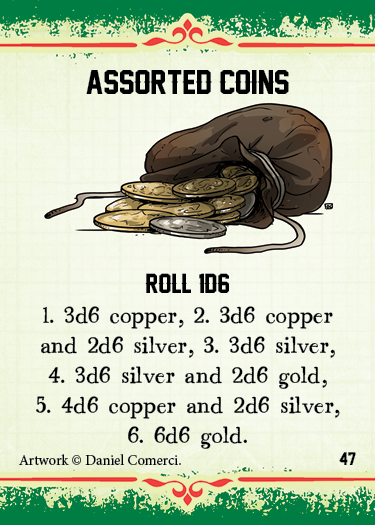 ASSORTED COINS
ROLL 1D6
1. 3d6 copper, 2. 3d6 copper
and 2d6 silver, 3. 3d6 silver,
4. 3d6 silver and 2d6 gold,
5. 4d6 copper and 2d6 silver,
6. 6d6 gold.
Artwork © Daniel Comerci.
47